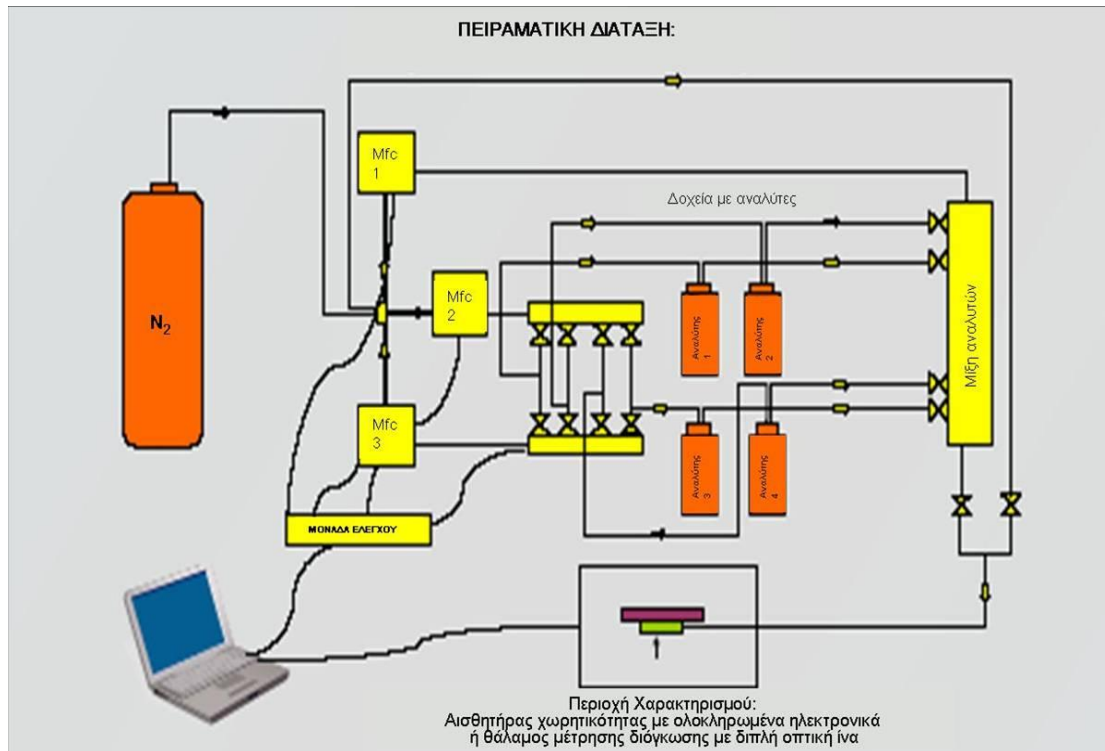 ΠΕΙΡΑΜΑΤΙΚΗ ΔΙΑΤΑΞΗ:
Mfc
1
Δοχεία με αναλύτες
Mfc
2
N2
Αναλύτης
1
Αναλύτης
2
Μίξη αναλυτών
Mfc
3
Αναλύτης
3
Αναλύτης
4
ΜΟΝΑΔΑ ΕΛΕΓΧΟΥ
Περιοχή Χαρακτηρισμού:
Αισθητήρας χωρητικότητας με ολοκληρωμένα ηλεκτρονικά
ή θάλαμος μέτρησης διόγκωσης με διπλή οπτική ίνα